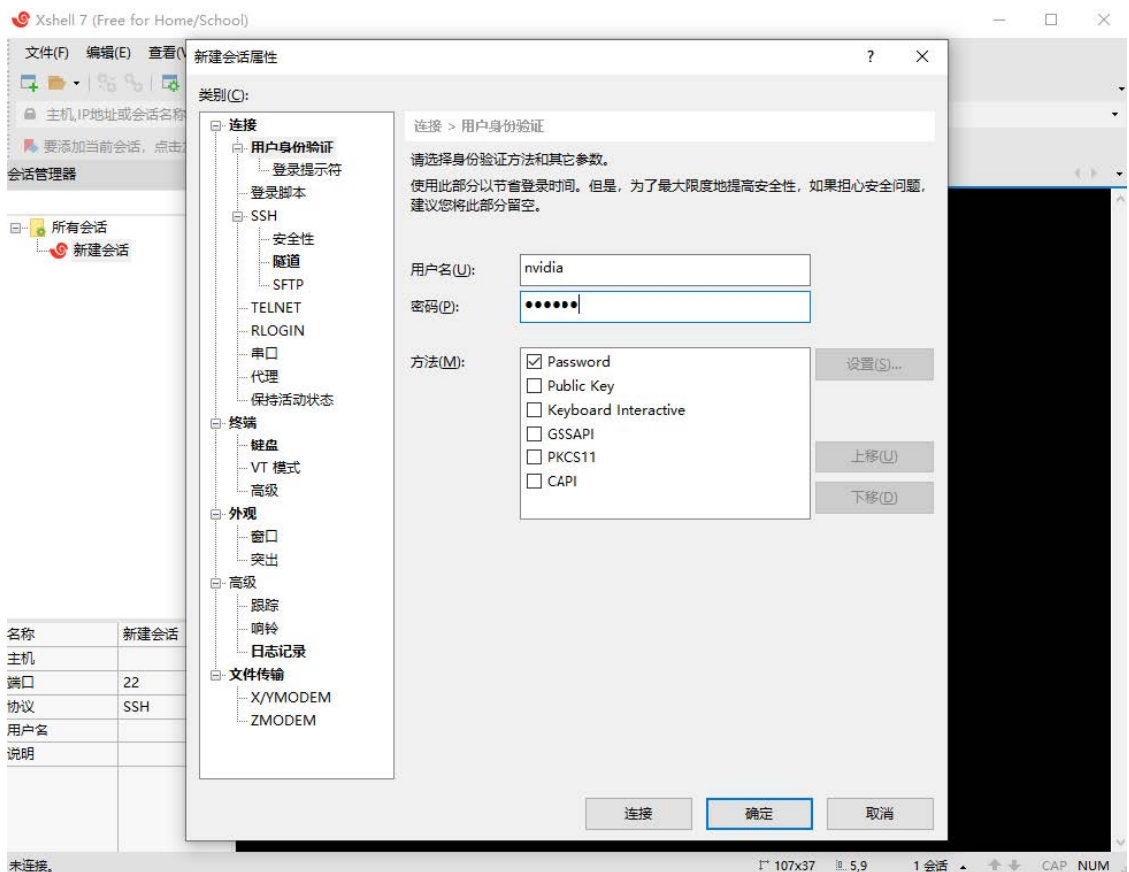 Xshell 7 (Free for Home/School)
文件(F) 编辑(E) 查看(V
主机,IP地址或会话名称
要添加当前会话，点击
会话管理器
所有会话
新建会话
名称 新建会话
主机
端口 22
协议 SSH
用户名
说明
未连接。
新建会话属性 ?
类别(C):
连接
用户身份验证
登录提示符
登录脚本
SSH
安全性
隧道
SFTP
TELNET
RLOGIN
串口
代理
保持活动状态
终端
键盘
VT 模式
高级
外观
窗口
突出
高级
跟踪
响铃
日志记录
文件传输
X/YMODEM
ZMODEM
连接 > 用户身份验证
请选择身份验证方法和其它参数。
使用此部分以节省登录时间。但是，为了最大限度地提高安全性，如果担心安全问题，
建议您将此部分留空。
用户名(U): nvidia
密码(P): ••••••
方法(M):
Password
Public Key
Keyboard Interactive
GSSAPI
PKCS11
CAPI
设置(S)...
上移(U)
下移(D)
连接 确定 取消
107x37 5,9 1 会话 CAP NUM